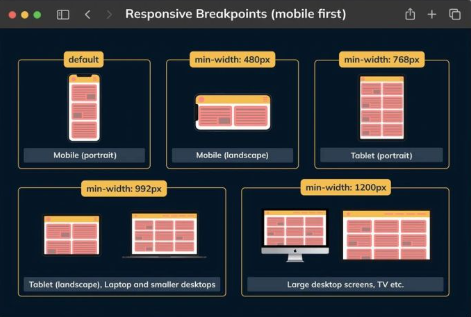 Responsive Breakpoints (mobile first)
default
min-width: 480px
min-width: 768px
Mobile (portrait)
Mobile (landscape)
Tablet (portrait)
min-width: 992px
min-width: 1200px
Tablet (landscape), Laptop and smaller desktops
Large desktop screens, TV etc.